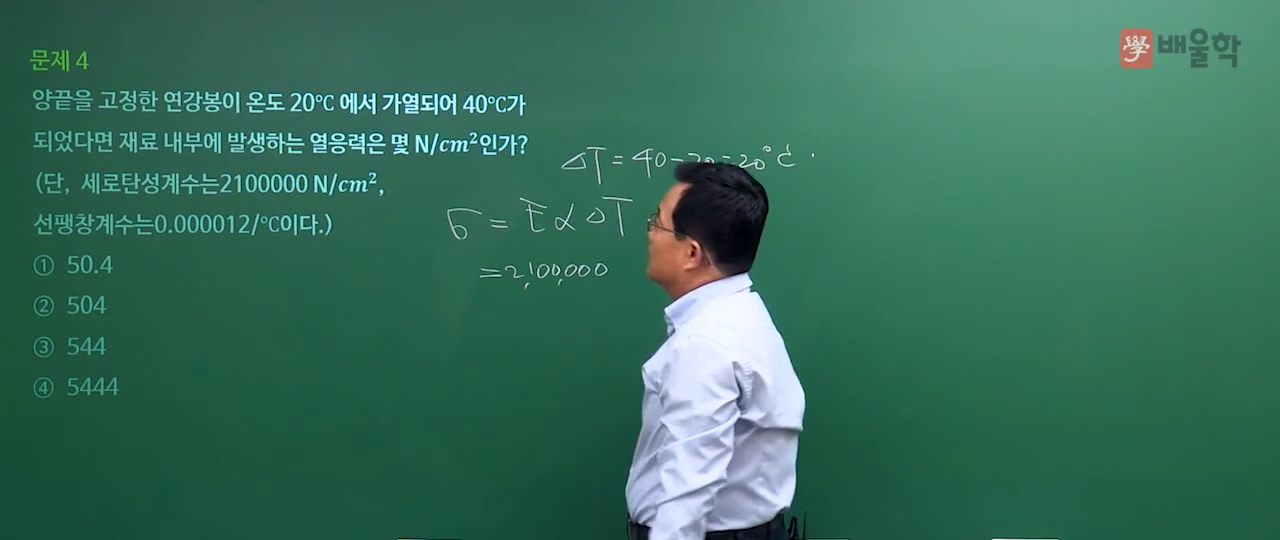 學 배울학
문제 4
양끝을 고정한 연강봉이 온도 20℃ 에서 가열되어 40℃가
되었다면 재료 내부에 발생하는 열응력은 몇 N/cm²인가?
(단, 세로탄성계수는2100000 N/cm²,
선팽창계수는0.000012/℃이다.)
① 50.4
② 504
③ 544
④ 5444
△T = 40-20=20℃
σ = Eα△T
=2,100,000